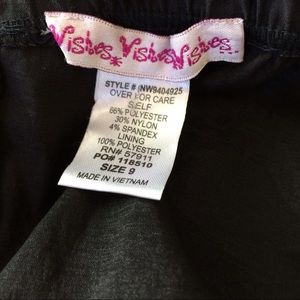 Wishes* Wishes Wishes..
STYLE # NW8404925
OVER FOR CARE
SELF
66% POLYESTER
30% NYLON
4% SPANDEX
LINING
100% POLYESTER
RN# 57911
PO# 118510
SIZE 9
MADE IN VIETNAM